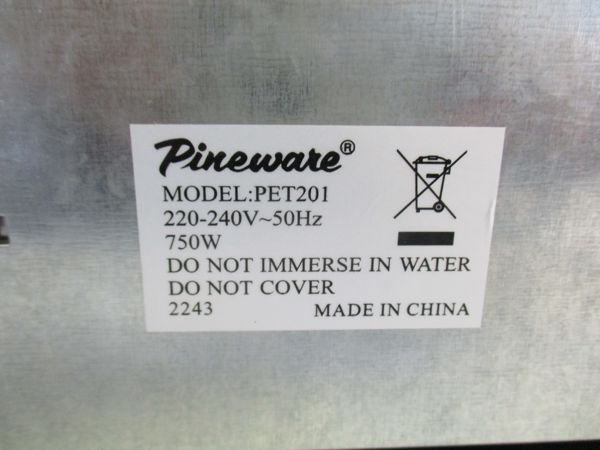 Pineware®
MODEL:PET201
220-240V~50Hz
750W
DO NOT IMMERSE IN WATER
DO NOT COVER
2243 MADE IN CHINA